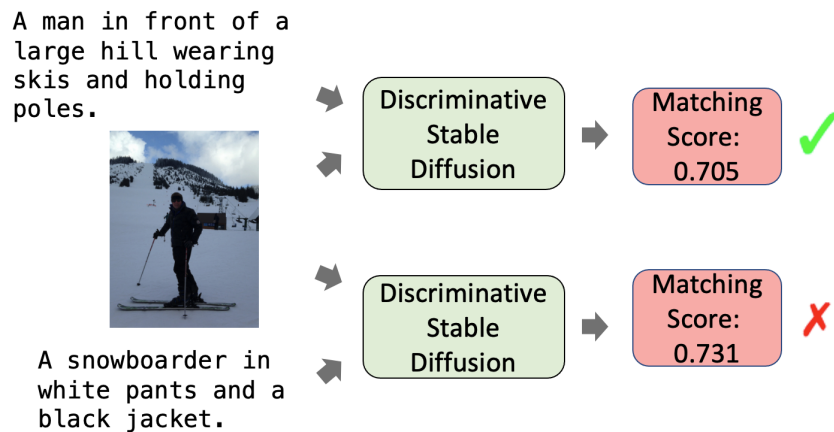 A man in front of a
large hill wearing
skis and holding
poles.
Discriminative
Stable
Diffusion
Matching
Score:
0.705
Discriminative
Stable
Diffusion
Matching
Score:
0.731
A snowboarder in
white pants and a
black jacket.